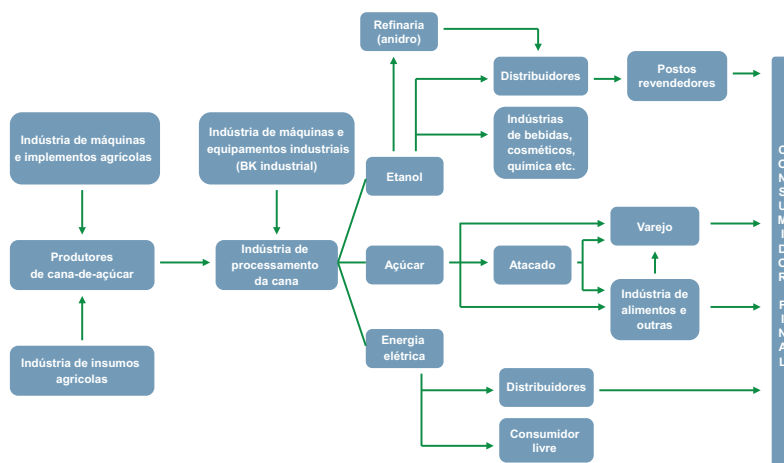 Refinaria
(anidro)
Distribuidores
Postos
revendedores
Indústria de máquinas
e implementos agrícolas
Indústria de máquinas e
equipamentos industriais
(BK industrial)
Indústrias
de bebidas,
cosméticos,
química etc.
Etanol
Produtores
de cana-de-açúcar
Indústria de
processamento
da cana
Açúcar
Atacado
Varejo
Indústria de
alimentos e
outras
Indústria de insumos
agrícolas
Energia
elétrica
Distribuidores
Consumidor
livre
CONSUMIDOR FINAL